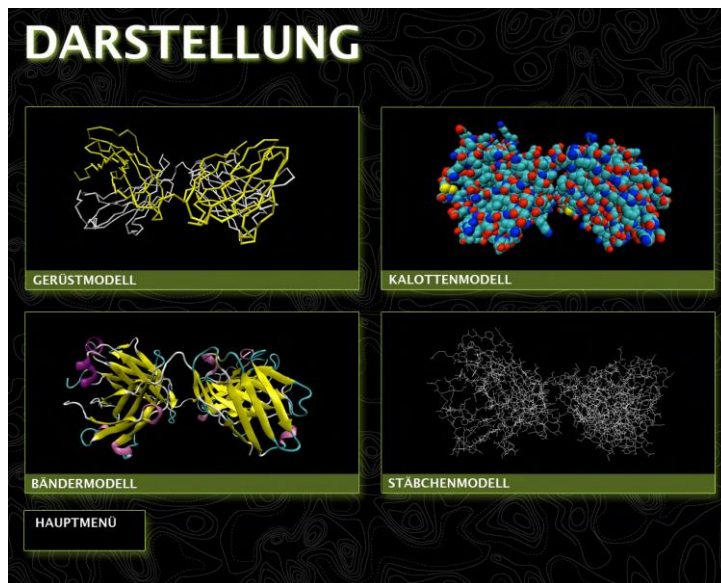 DARSTELLUNG
GERÜSTMODELL
KALOTTENMODELL
BÄNDERMODELL
STÄBCHENMODELL
HAUPTMENÜ